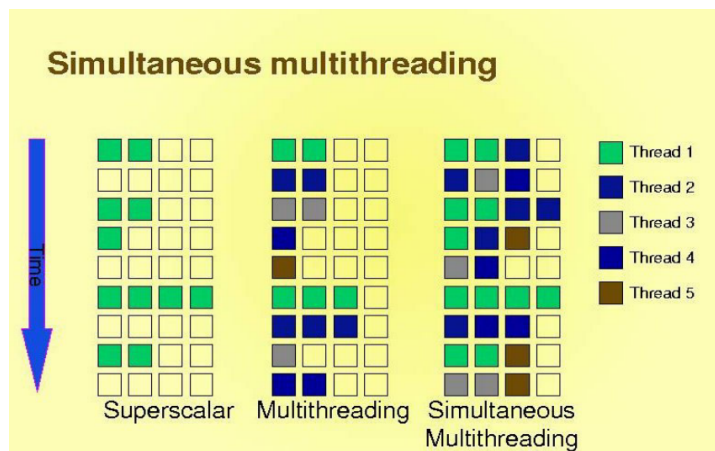 Simultaneous multithreading
Time
Thread 1
Thread 2
Thread 3
Thread 4
Thread 5
Superscalar
Multithreading
Simultaneous
Multithreading